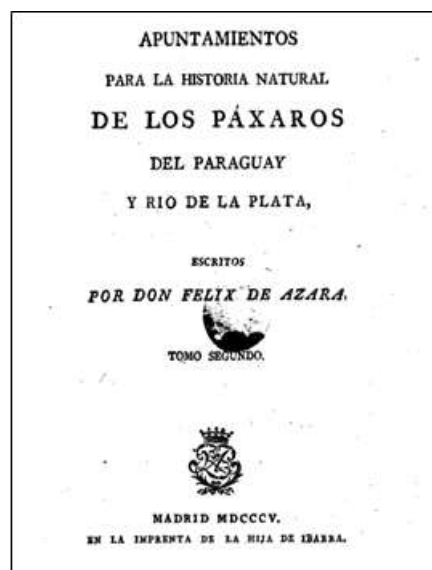 APUNTAMIENTOS
PARA LA HISTORIA NATURAL
DE LOS PÁXAROS
DEL PARAGUAY
Y RIO DE LA PLATA,
ESCRITOS
POR DON FELIX DE AZARA.
TOMO SEGUNDO.
MADRID MDCCCV.
EN LA IMPRENTA DE LA HIJA DE IBARRA.